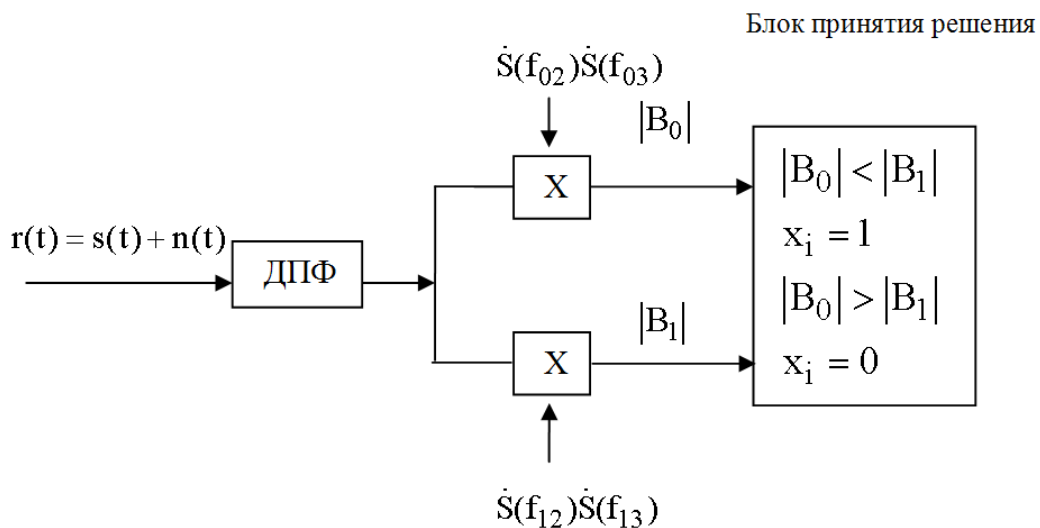 Блок принятия решения
Ṡ(f₀₂)Ṡ(f₀₃)
|B₀|
X
|B₀| < |B₁|
xᵢ = 1
|B₀| > |B₁|
xᵢ = 0
r(t) = s(t) + n(t)
ДПФ
|B₁|
X
Ṡ(f₁₂)Ṡ(f₁₃)